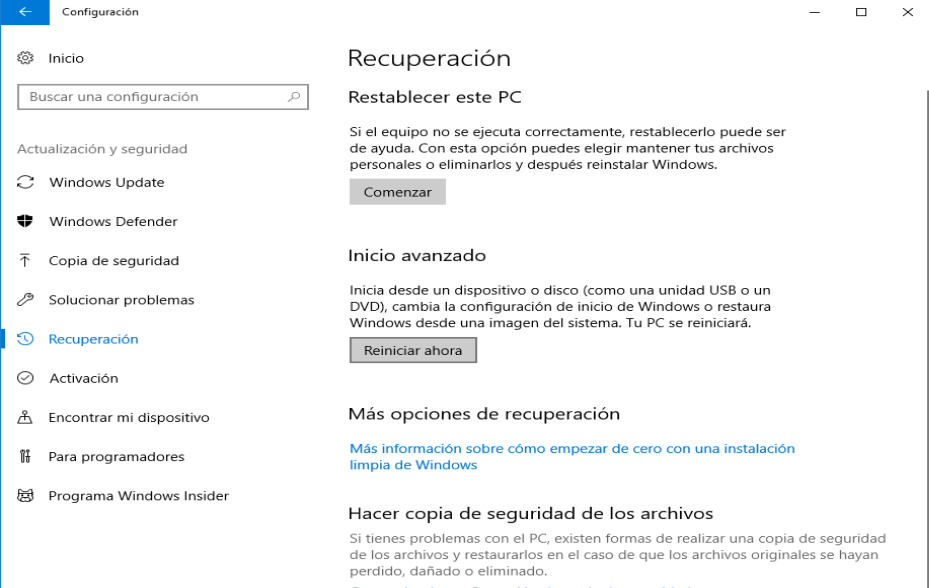 Configuración
Inicio
Buscar una configuración
Actualización y seguridad
Windows Update
Windows Defender
Copia de seguridad
Solucionar problemas
Recuperación
Activación
Encontrar mi dispositivo
Para programadores
Programa Windows Insider
Recuperación
Restablecer este PC
Si el equipo no se ejecuta correctamente, restablecerlo puede ser
de ayuda. Con esta opción puedes elegir mantener tus archivos
personales o eliminarlos y después reinstalar Windows.
Comenzar
Inicio avanzado
Inicia desde un dispositivo o disco (como una unidad USB o un
DVD), cambia la configuración de inicio de Windows o restaura
Windows desde una imagen del sistema. Tu PC se reiniciará.
Reiniciar ahora
Más opciones de recuperación
Más información sobre cómo empezar de cero con una instalación
limpia de Windows
Hacer copia de seguridad de los archivos
Si tienes problemas con el PC, existen formas de realizar una copia de seguridad
de los archivos y restaurarlos en el caso de que los archivos originales se hayan
perdido, dañado o eliminado.